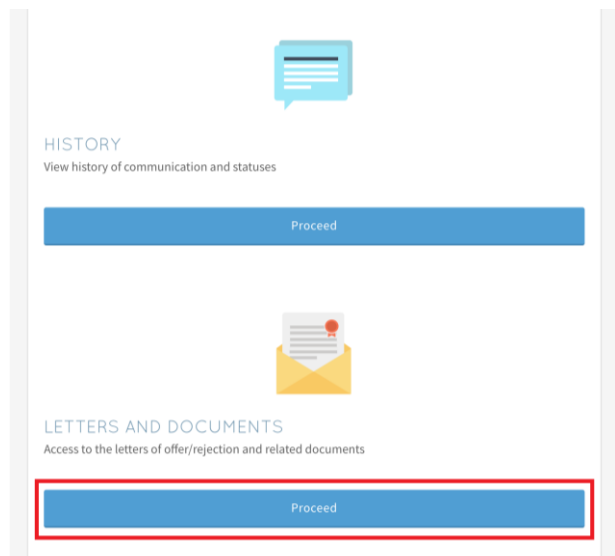 HISTORY
View history of communication and statuses
Proceed
LETTERS AND DOCUMENTS
Access to the letters of offer/rejection and related documents
Proceed